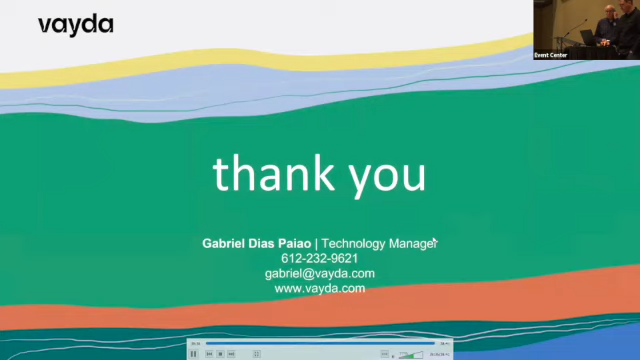 vayda
Event Center
thank you
Gabriel Dias Paiao | Technology Manager
612-232-9621
gabriel@vayda.com
www.vayda.com